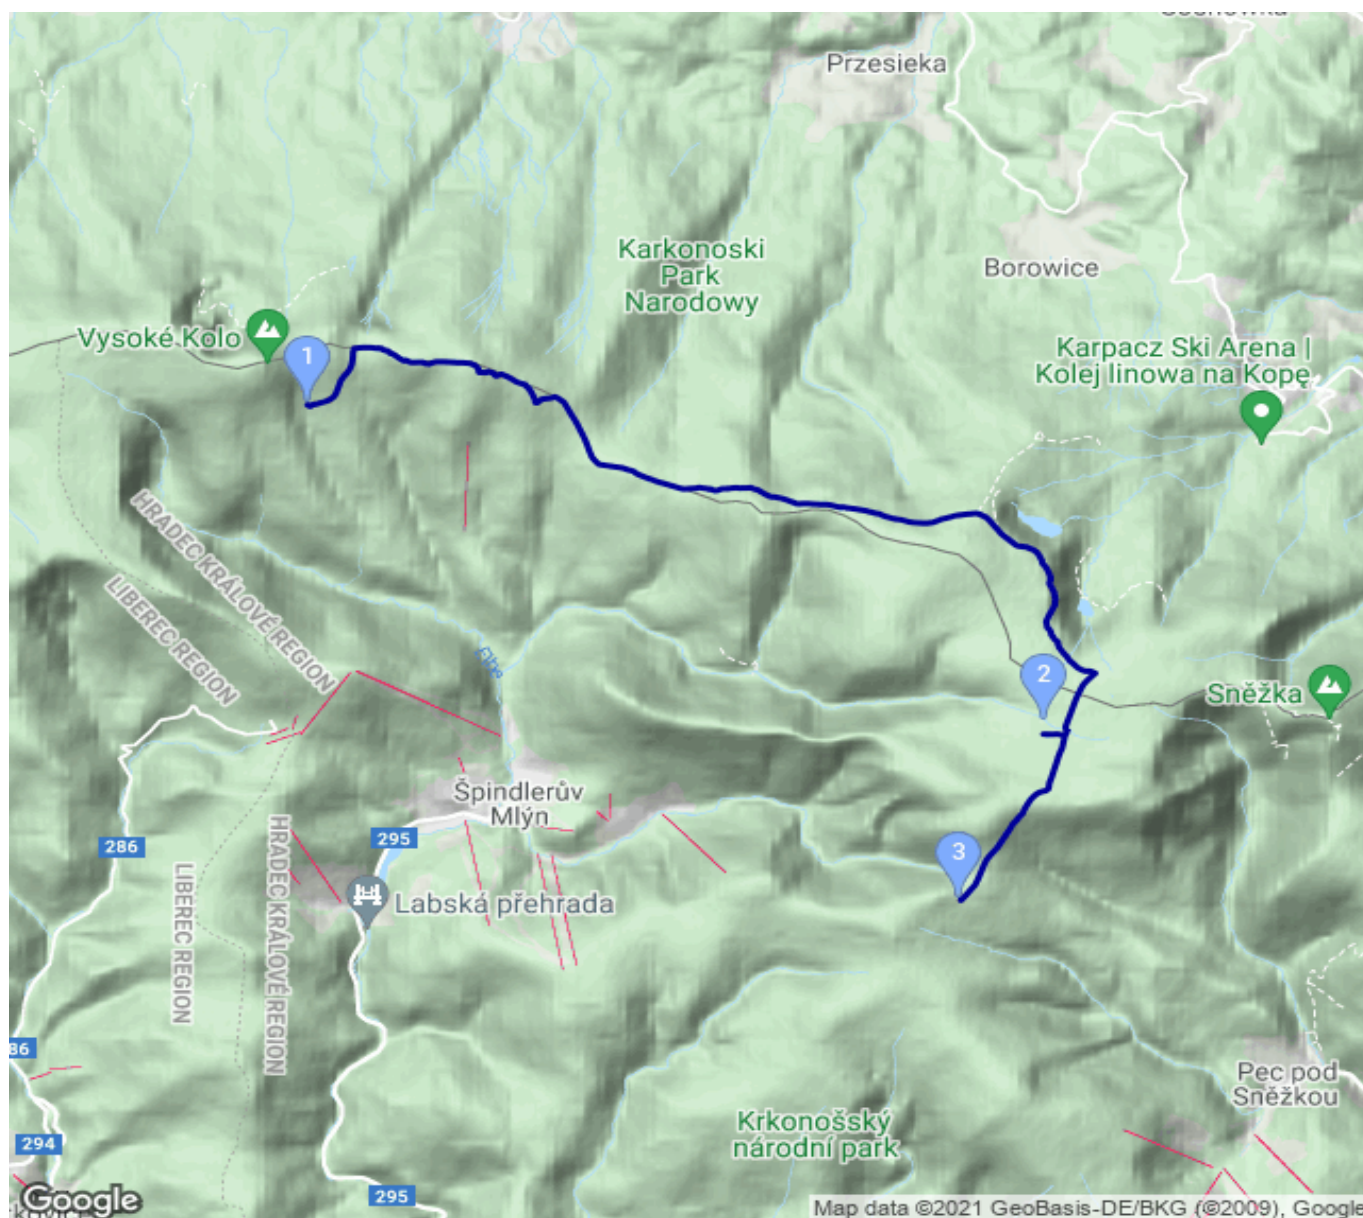 Przesieka
Karkonoski
Park
Narodowy
Borowice
Vysoké Kolo
1
Karpacz Ski Arena |
Kolej linowa na Kopę
HRADEC KRÁLOVÉ REGION
LIBEREC REGION
Elbe
2
Sněžka
Špindlerův
Mlýn
295
286
HRADEC KRÁLOVÉ REGION
LIBEREC REGION
3
Labská přehrada
86
Pec pod
Sněžkou
Krkonošský
národní park
294
295
Google
Map data ©2021 GeoBasis-DE/BKG (©2009), Google